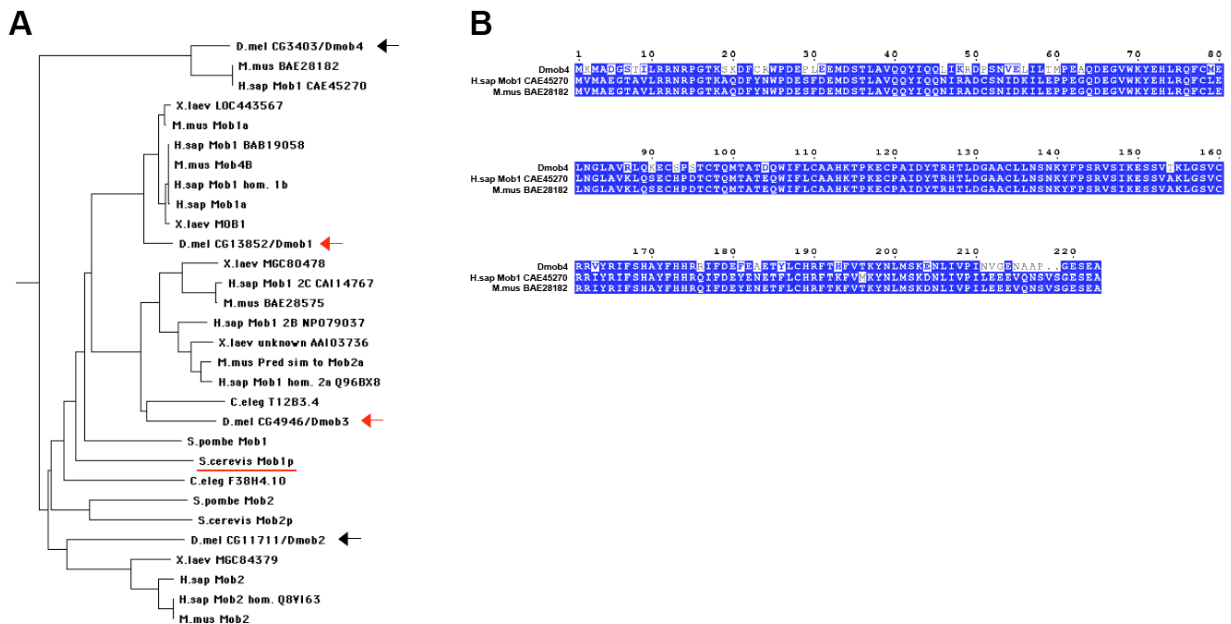 A
D.mel CG3403/Dmob4
M.mus BAE28182
H.sap Mob1 CAE45270
X.laev LOC443567
M.mus Mob1a
H.sap Mob1 BAB19058
M.mus Mob4B
H.sap Mob1 hom. 1b
H.sap Mob1a
X.laev MOB1
D.mel CG13852/Dmob1
X.laev MGC80478
H.sap Mob1 2C CAI14767
M.mus BAE28575
H.sap Mob1 2B NP079037
X.laev unknown AAI03736
M.mus Pred sim to Mob2a
H.sap Mob1 hom. 2a Q96BX8
C.eleg T12B3.4
D.mel CG4946/Dmob3
S.pombe Mob1
S.cerevis Mob1p
C.eleg F38H4.10
S.pombe Mob2
S.cerevis Mob2p
D.mel CG11711/Dmob2
X.laev MGC84379
H.sap Mob2
H.sap Mob2 hom. Q8VI63
M.mus Mob2
B
1 10 20 30 40 50 60 70 80
Dmob4 MKMADGSTILRRNRPGTKSKDFCRWPDEPLEEMDSTLAVQQYIQQLIKRDPSNVELILTMPEAQDEGVWKYEHLRQFCME
H.sap Mob1 CAE45270 MVMAEGTAVLRRNRPGTKAQDFYNWPDESFDEMDSTLAVQQYIQQNIRADCSNIDKILEPPEGQDEGVWKYEHLRQFCLE
M.mus BAE28182 MVMAEGTAVLRRNRPGTKAQDFYNWPDESFDEMDSTLAVQQYIQQNIRADCSNIDKILEPPEGQDEGVWKYEHLRQFCLE
90 100 110 120 130 140 150 160
Dmob4 LNGLAVRLQKECSPSTCTQMTATDQWIFLCAAHKTPKECPAIDYTRHTLDGAACLLNSNKYFPSRVSIKESSVTKLGSVC
H.sap Mob1 CAE45270 LNGLAVKLQSECHPDTCTQMTATEQWIFLCAAHKTPKECPAIDYTRHTLDGAACLLNSNKYFPSRVSIKESSVAKLGSVC
M.mus BAE28182 LNGLAVKLQSECHPDTCTQMTATEQWIFLCAAHKTPKECPAIDYTRHTLDGAACLLNSNKYFPSRVSIKESSVAKLGSVC
170 180 190 200 210 220
Dmob4 RRVYRIFSHAYFHHRRIFDEFEAETYLCHRFTHFVTKYNLMSKENLIVPINVGENAAP..GESEA
H.sap Mob1 CAE45270 RRIYRIFSHAYFHHRQIFDEYENETFLCHRFTKFVMKYNLMSKDNLIVPILEEEVQNSVSGESEA
M.mus BAE28182 RRIYRIFSHAYFHHRQIFDEYENETFLCHRFTKFVTKYNLMSKDNLIVPILEEEVQNSVSGESEA